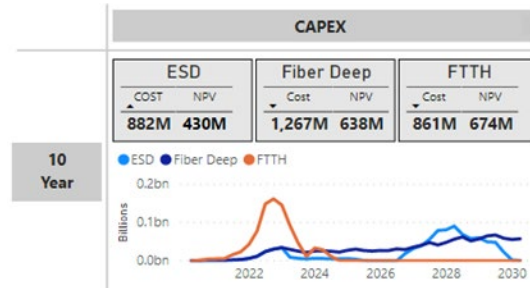 CAPEX
ESD
COST NPV
882M 430M
Fiber Deep
Cost NPV
1,267M 638M
FTTH
Cost NPV
861M 674M
10
Year
ESD Fiber Deep FTTH
Billions
0.2bn
0.1bn
0.0bn
2022 2024 2026 2028 2030